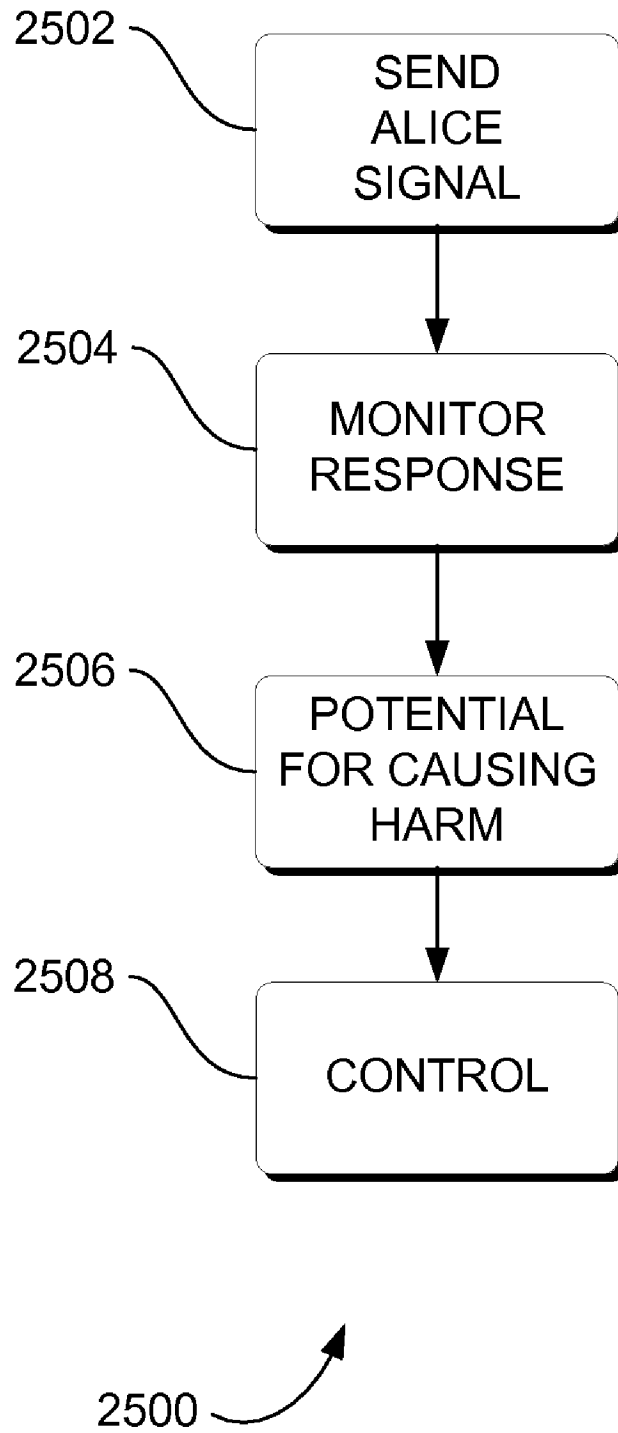 2502
SEND
ALICE
SIGNAL
2504
MONITOR
RESPONSE
2506
POTENTIAL
FOR CAUSING
HARM
2508
CONTROL
2500